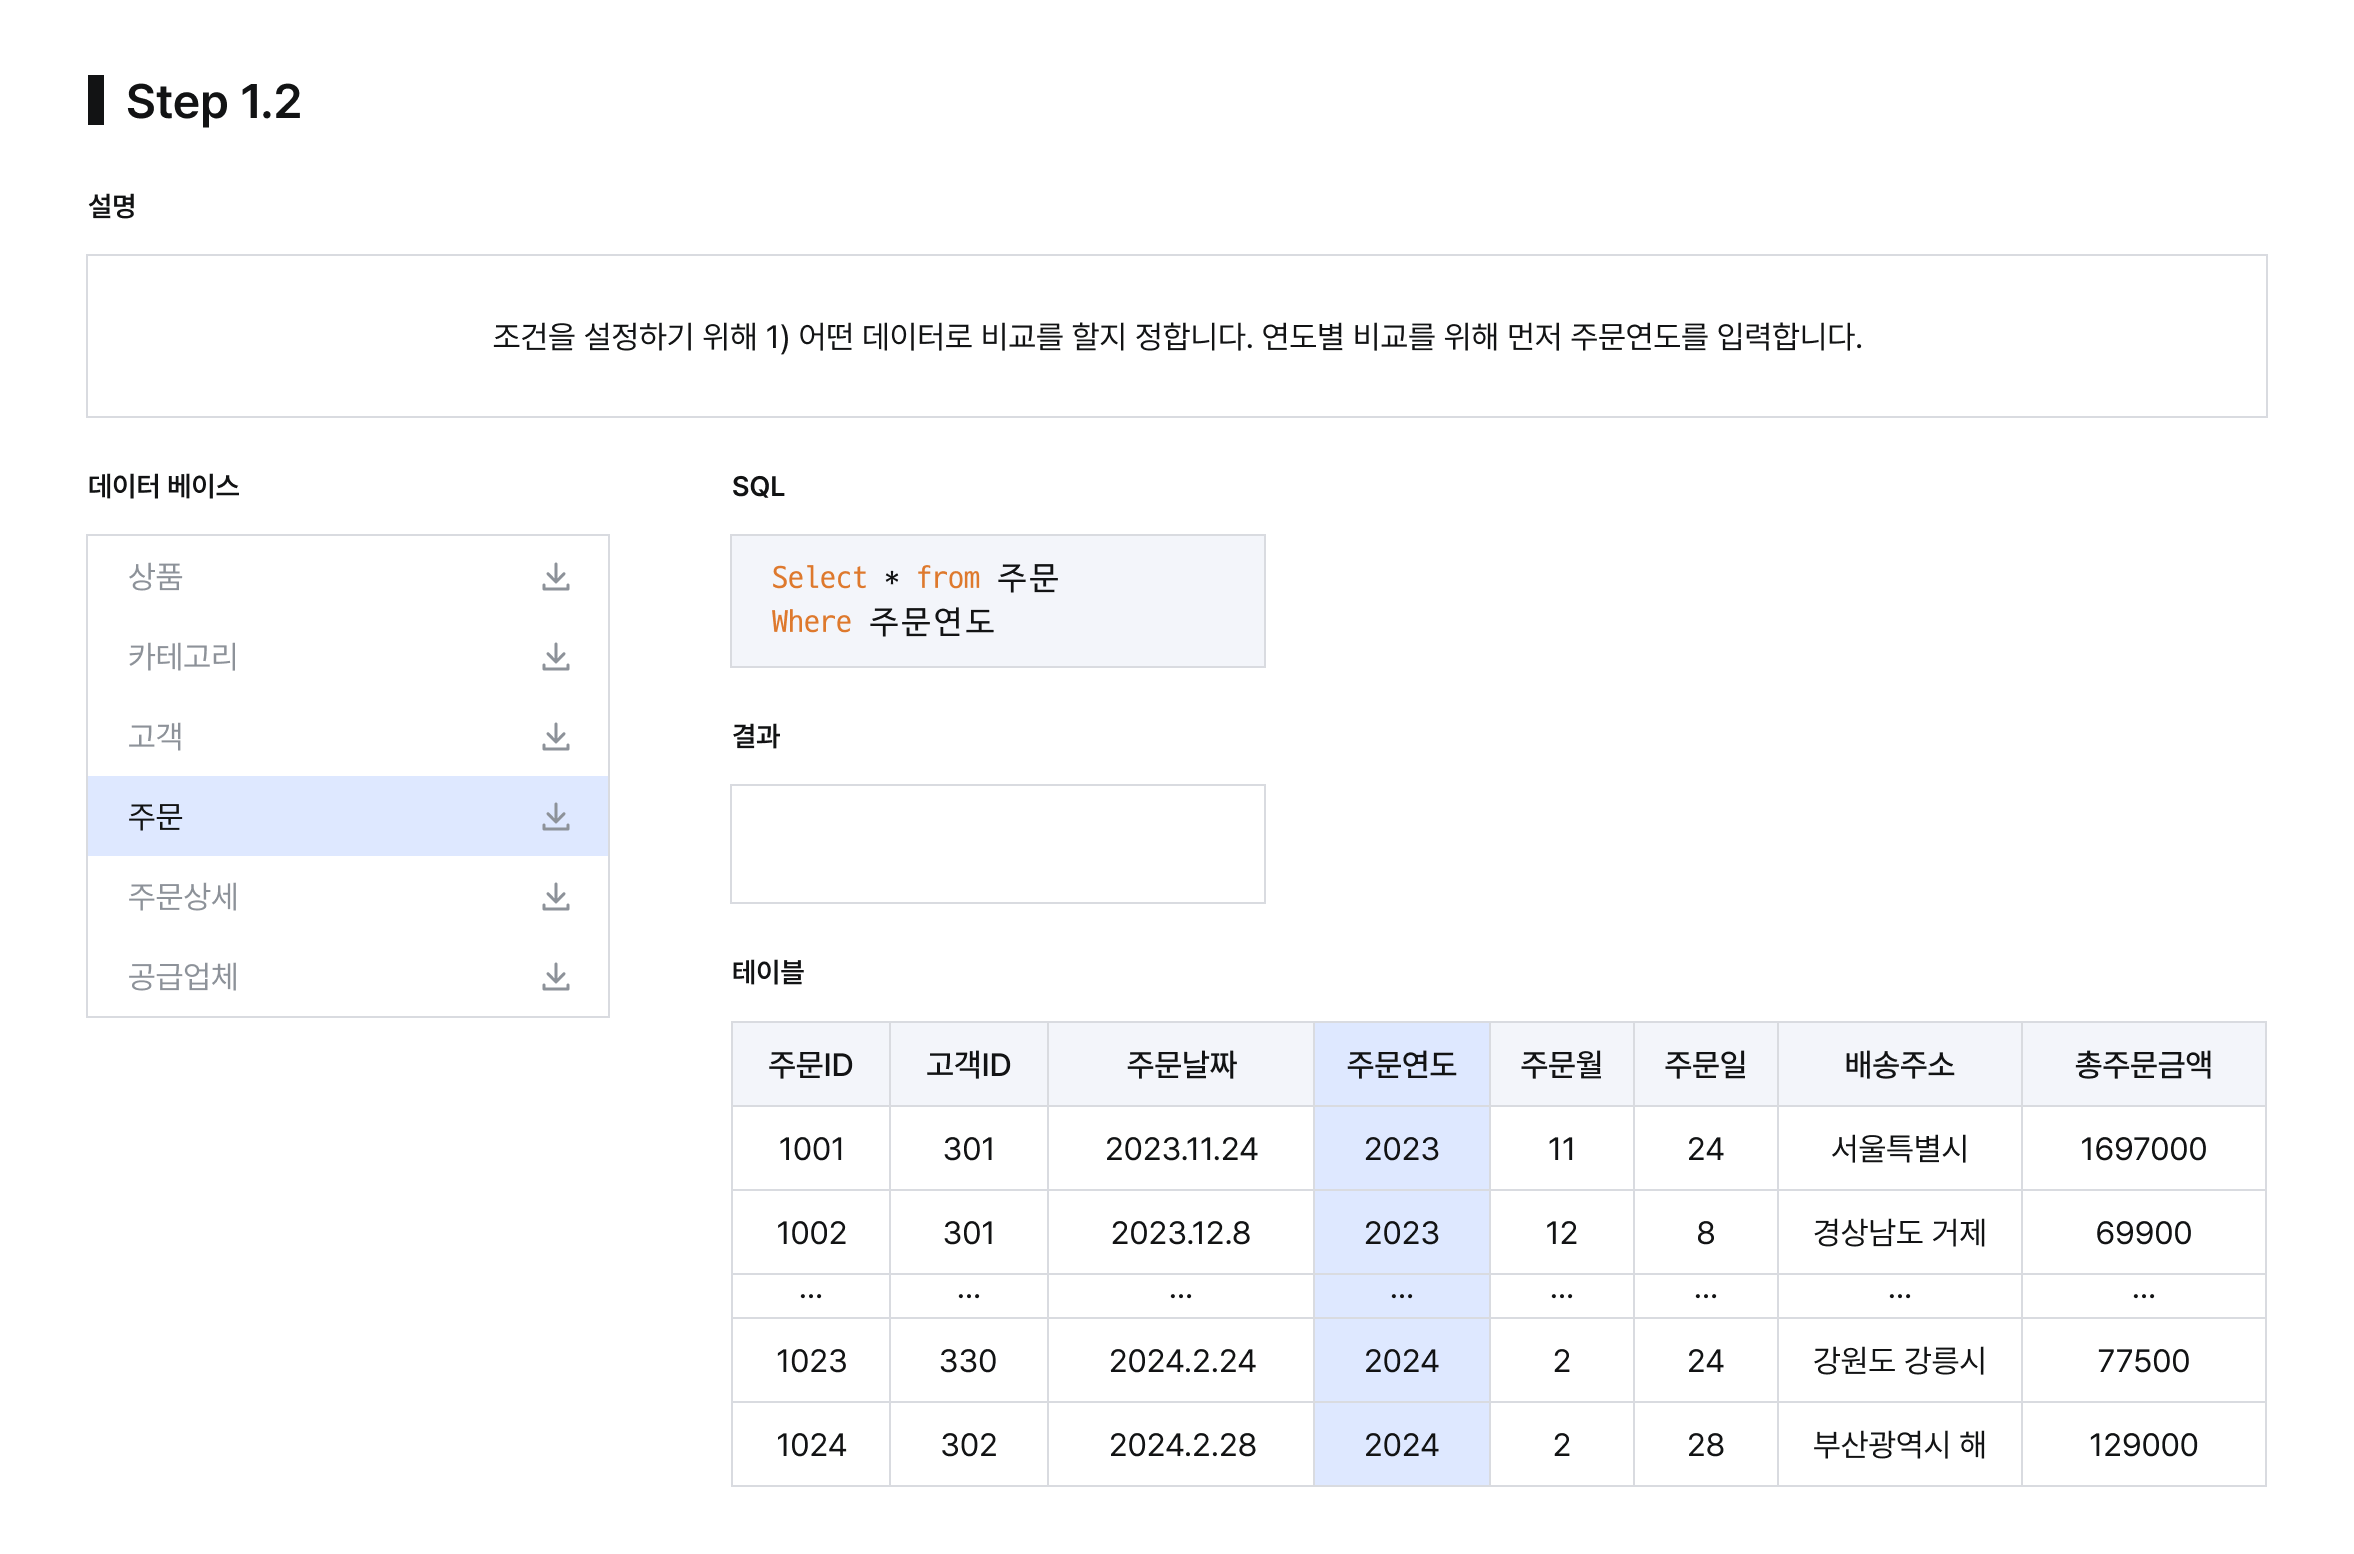 Step 1.2
설명
조건을 설정하기 위해 1) 어떤 데이터로 비교를 할지 정합니다. 연도별 비교를 위해 먼저 주문연도를 입력합니다.
데이터 베이스
상품
카테고리
고객
주문
주문상세
공급업체
SQL
Select * from 주문
Where 주문연도
결과
테이블
주문ID 고객ID 주문날짜 주문연도 주문월 주문일 배송주소 총주문금액
1001 301 2023.11.24 2023 11 24 서울특별시 1697000
1002 301 2023.12.8 2023 12 8 경상남도 거제 69900
... ... ... ... ... ... ... ...
1023 330 2024.2.24 2024 2 24 강원도 강릉시 77500
1024 302 2024.2.28 2024 2 28 부산광역시 해 129000